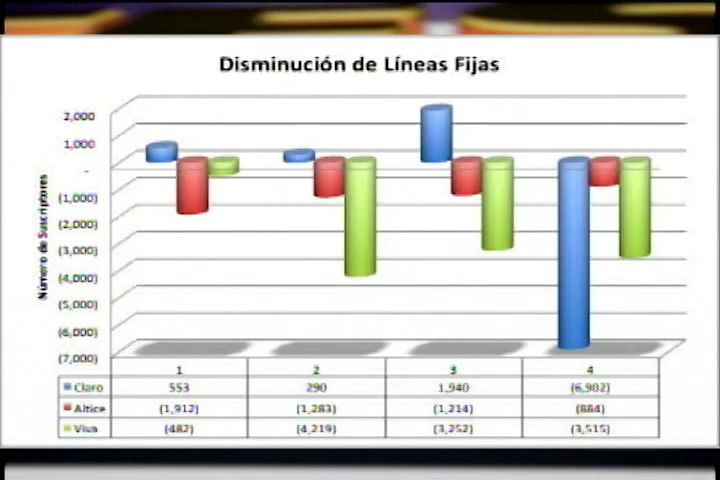 Disminución de Líneas Fijas
Número de Suscriptores
2,000
1,000
-
(1,000)
(2,000)
(3,000)
(4,000)
(5,000)
(6,000)
(7,000)
1 2 3 4
Claro 553 290 1,940 (6,902)
Altice (1,912) (1,283) (1,214) (884)
Viva (482) (4,219) (3,252) (3,515)